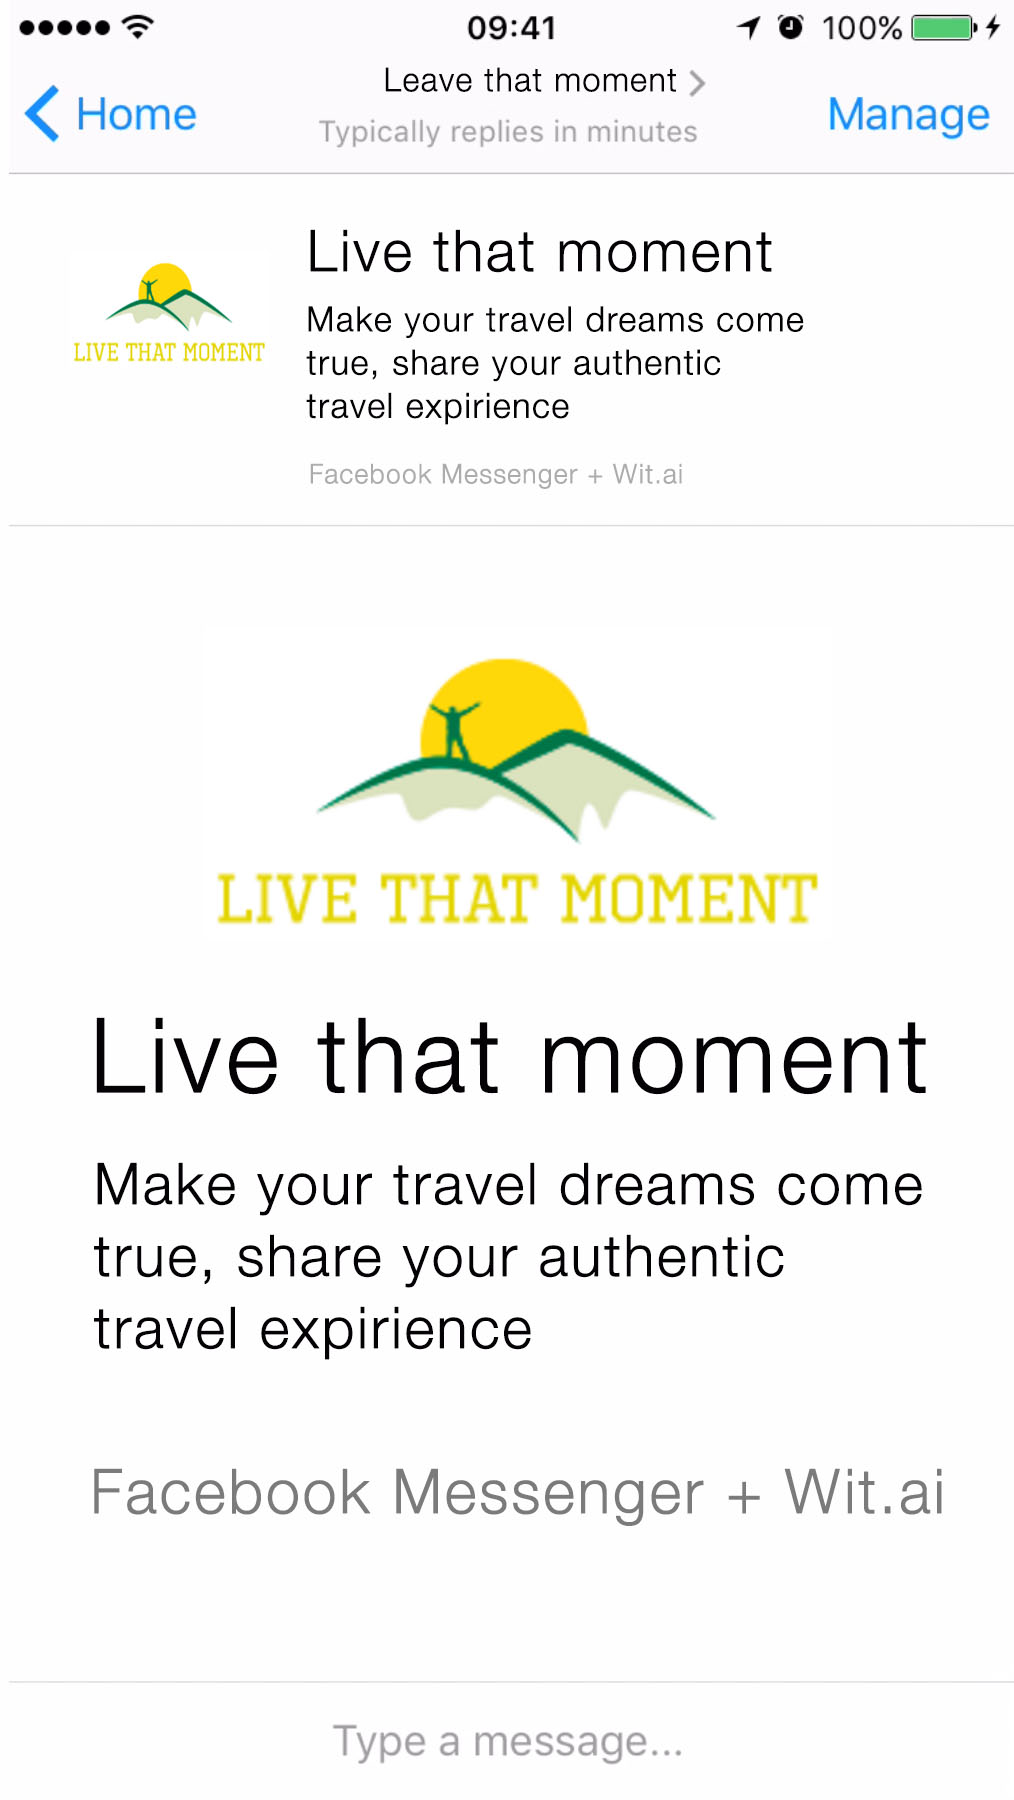 09:41 100%
Leave that moment
Home
Typically replies in minutes
Manage
Live that moment
Make your travel dreams come
true, share your authentic
travel expirience
LIVE THAT MOMENT
Facebook Messenger + Wit.ai
LIVE THAT MOMENT
Live that moment
Make your travel dreams come
true, share your authentic
travel expirience
Facebook Messenger + Wit.ai
Type a message...